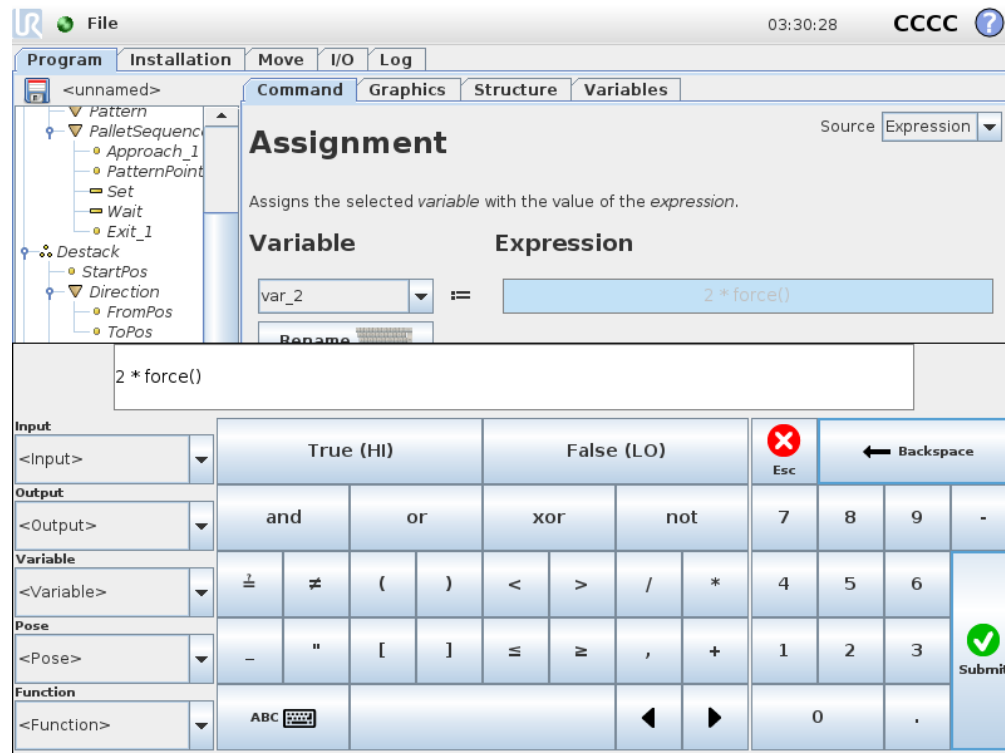 UR File 03:30:28 CCCC ?
Program Installation Move I/O Log
<unnamed> Command Graphics Structure Variables
Pattern
PalletSequenc
Approach_1
PatternPoint
Set
Wait
Exit_1
Destack
StartPos
Direction
FromPos
ToPos
Assignment
Source Expression
Assigns the selected variable with the value of the expression.
Variable Expression
var_2 := 2 * force()
Rename
2 * force()
Input
<Input>
Output
<Output>
Variable
<Variable>
Pose
<Pose>
Function
<Function>
True (HI) False (LO) Esc Backspace
and or xor not 7 8 9 -
≟ ≠ ( ) < > / * 4 5 6
_ " [ ] ≤ ≥ , + 1 2 3 Submit
ABC 0 .